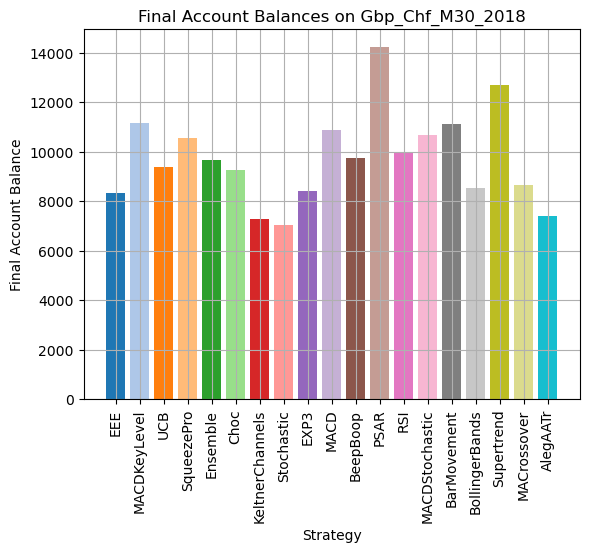 Final Account Balances on Gbp_Chf_M30_2018
Final Account Balance
14000
12000
10000
8000
6000
4000
2000
0
EEE
MACDKeyLevel
UCB
SqueezePro
Ensemble
Choc
KeltnerChannels
Stochastic
EXP3
MACD
BeepBoop
PSAR
RSI
MACDStochastic
BarMovement
BollingerBands
Supertrend
MACrossover
AlegAATr
Strategy